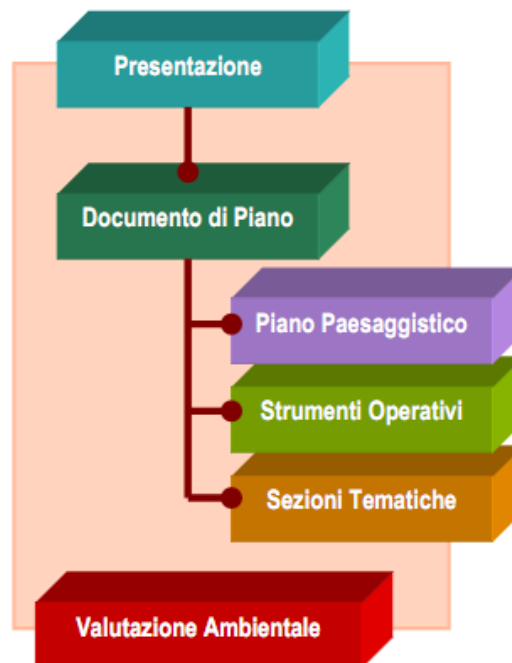 Presentazione
Documento di Piano
Piano Paesaggistico
Strumenti Operativi
Sezioni Tematiche
Valutazione Ambientale